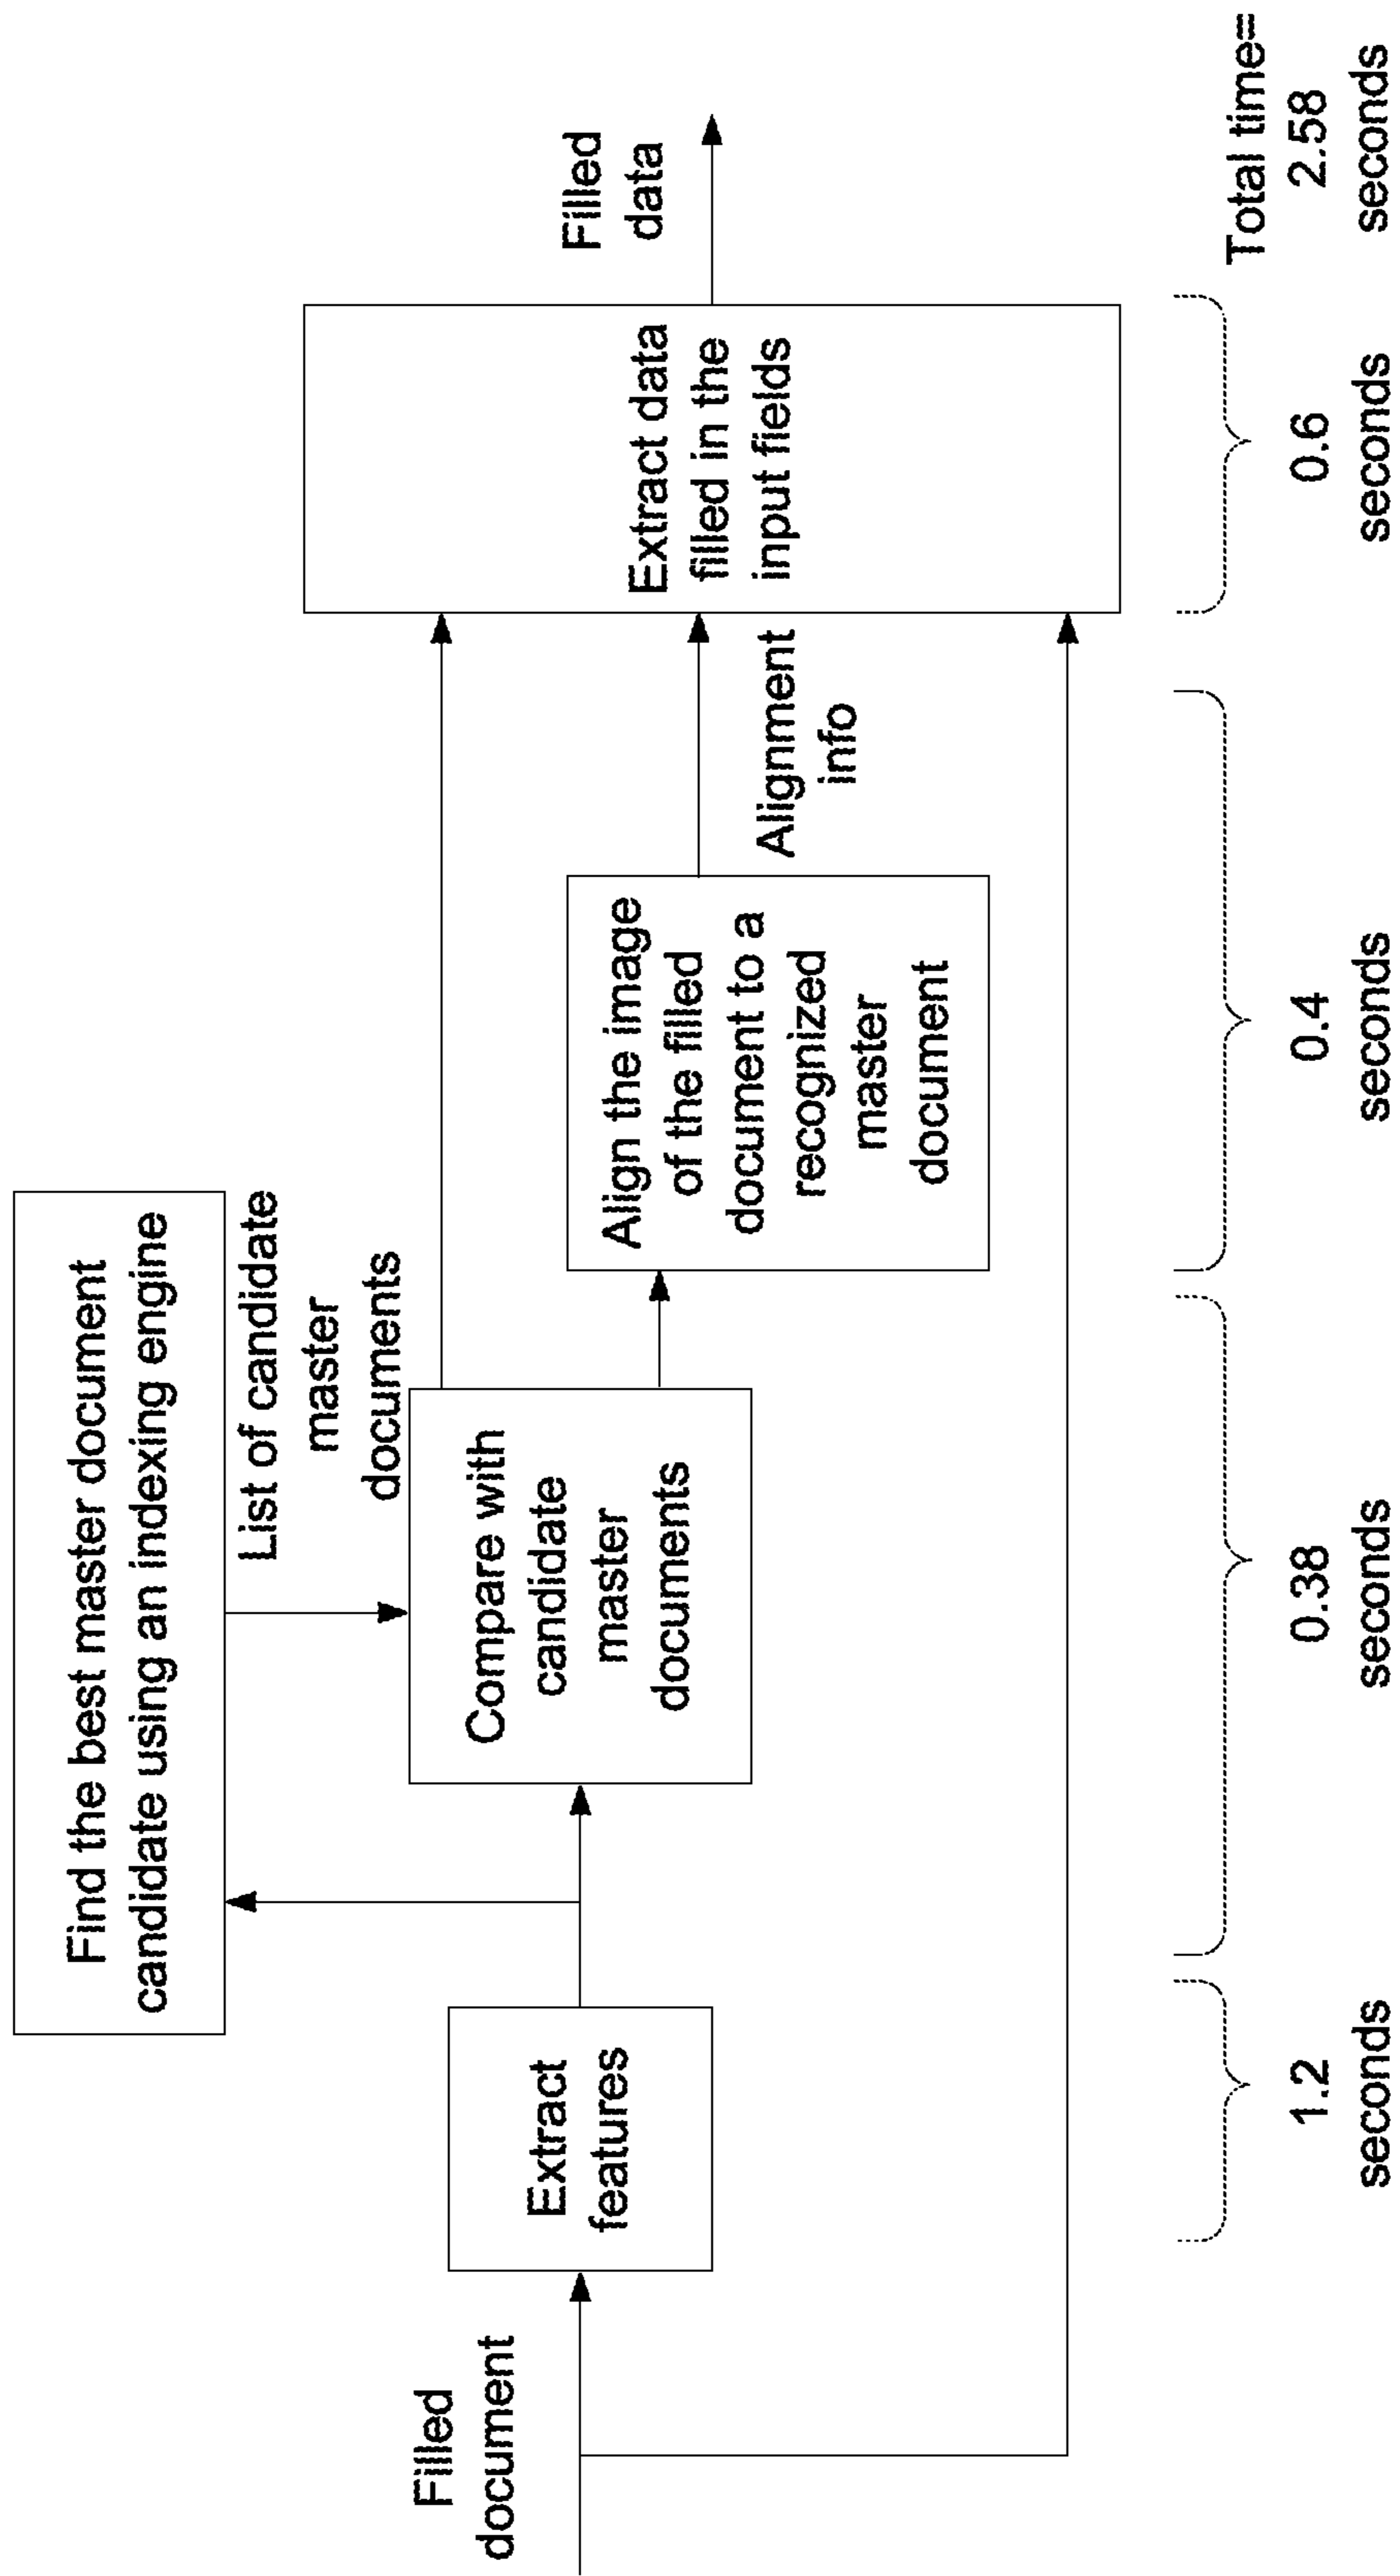 Find the best master document
candidate using an indexing engine
List of candidate
master
documents
Filled
document
Extract
features
Compare with
candidate
master
documents
Align the image
of the filled
document to a
recognized
master
document
Alignment
info
Extract data
filled in the
input fields
Filled
data
1.2
seconds
0.38
seconds
0.4
seconds
0.6
seconds
Total time=
2.58
seconds